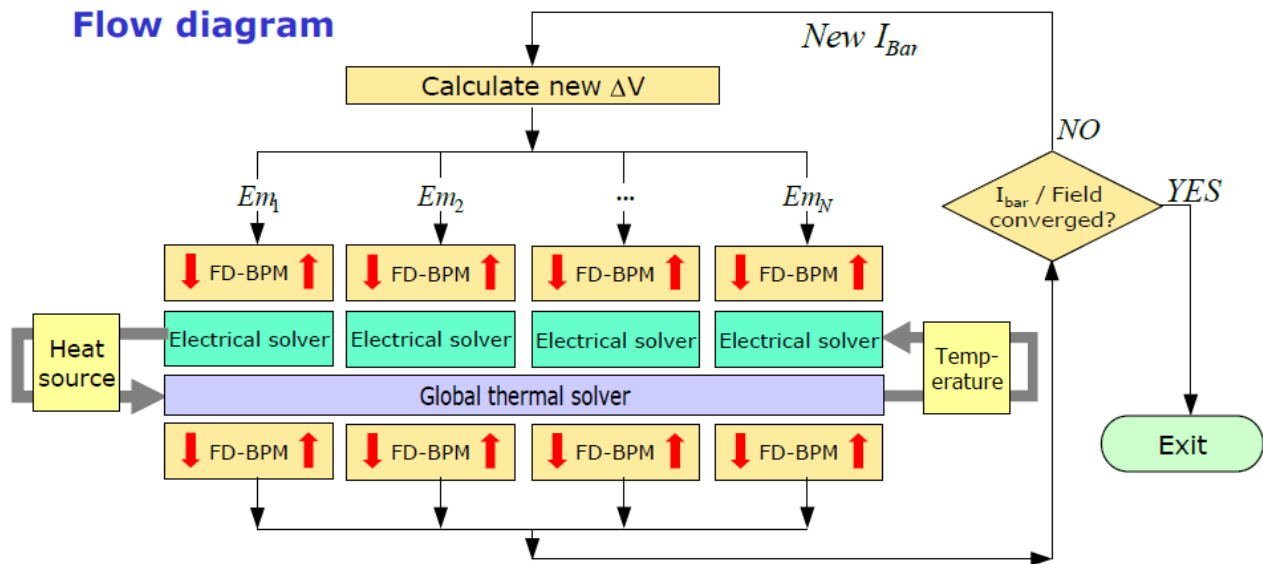 Flow diagram
New I_Bar
Calculate new ΔV
NO
Em₁ Em₂ ... Em_N
I_bar / Field
converged?
YES
FD-BPM FD-BPM FD-BPM FD-BPM
Heat
source
Electrical solver Electrical solver Electrical solver Electrical solver
Temp-
erature
Global thermal solver
FD-BPM FD-BPM FD-BPM FD-BPM
Exit